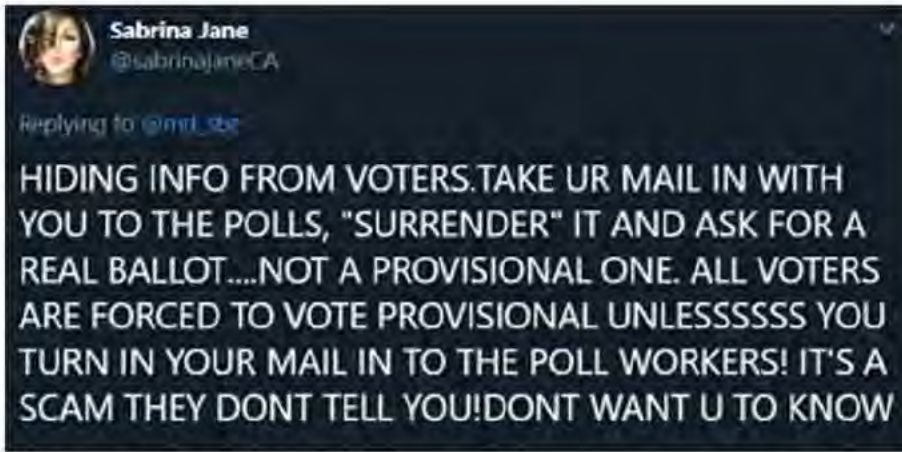 Sabrina Jane
@sabrinaJaneCA
Replying to
HIDING INFO FROM VOTERS.TAKE UR MAIL IN WITH
YOU TO THE POLLS, "SURRENDER" IT AND ASK FOR A
REAL BALLOT....NOT A PROVISIONAL ONE. ALL VOTERS
ARE FORCED TO VOTE PROVISIONAL UNLESSSSSS YOU
TURN IN YOUR MAIL IN TO THE POLL WORKERS! IT'S A
SCAM THEY DONT TELL YOU!DONT WANT U TO KNOW